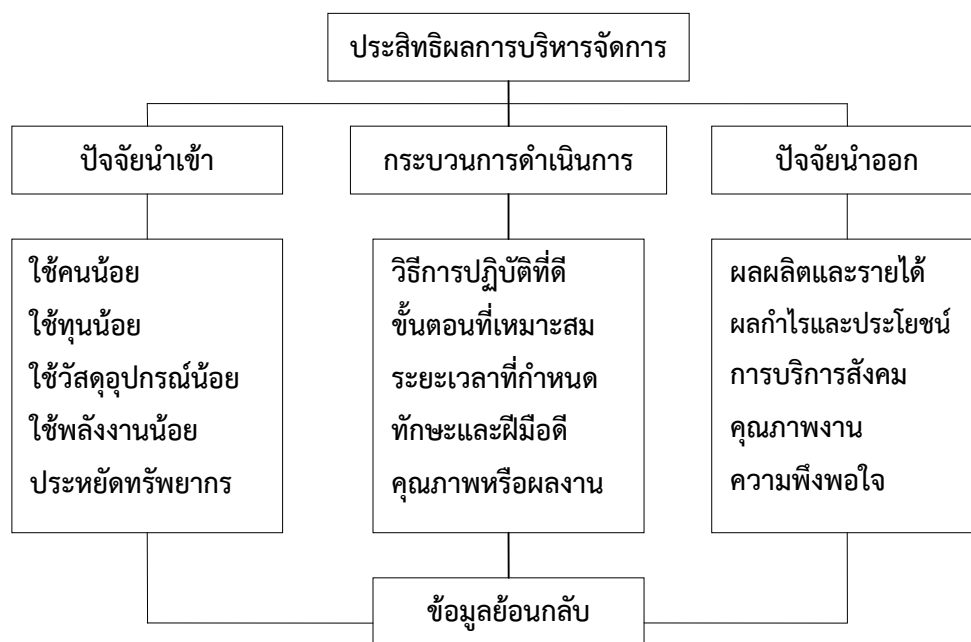 ประสิทธิผลการบริหารจัดการ
ปัจจัยนำเข้า
กระบวนการดำเนินการ
ปัจจัยนำออก
ใช้คนน้อย
ใช้ทุนน้อย
ใช้วัสดุอุปกรณ์น้อย
ใช้พลังงานน้อย
ประหยัดทรัพยากร
วิธีการปฏิบัติที่ดี
ขั้นตอนที่เหมาะสม
ระยะเวลาที่กำหนด
ทักษะและฝีมือดี
คุณภาพหรือผลงาน
ผลผลิตและรายได้
ผลกำไรและประโยชน์
การบริการสังคม
คุณภาพงาน
ความพึงพอใจ
ข้อมูลย้อนกลับ